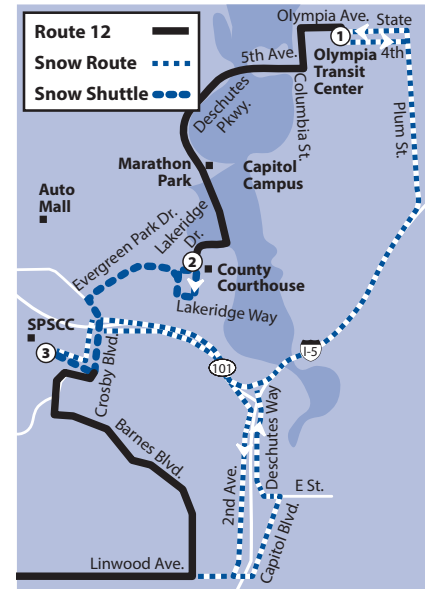 Route 12
Snow Route
Snow Shuttle
Olympia Ave.
State
1
4th
Olympia
Transit
Center
5th Ave.
Columbia St.
Plum St.
Deschutes
Pkwy.
Marathon
Park
Capitol
Campus
Auto
Mall
Evergreen Park Dr.
Lakeridge
Dr.
2
County
Courthouse
Lakeridge Way
SPSCC
3
Crosby Blvd.
101
I-5
Barnes Blvd.
2nd Ave.
Deschutes Way
E St.
Capitol Blvd.
Linwood Ave.